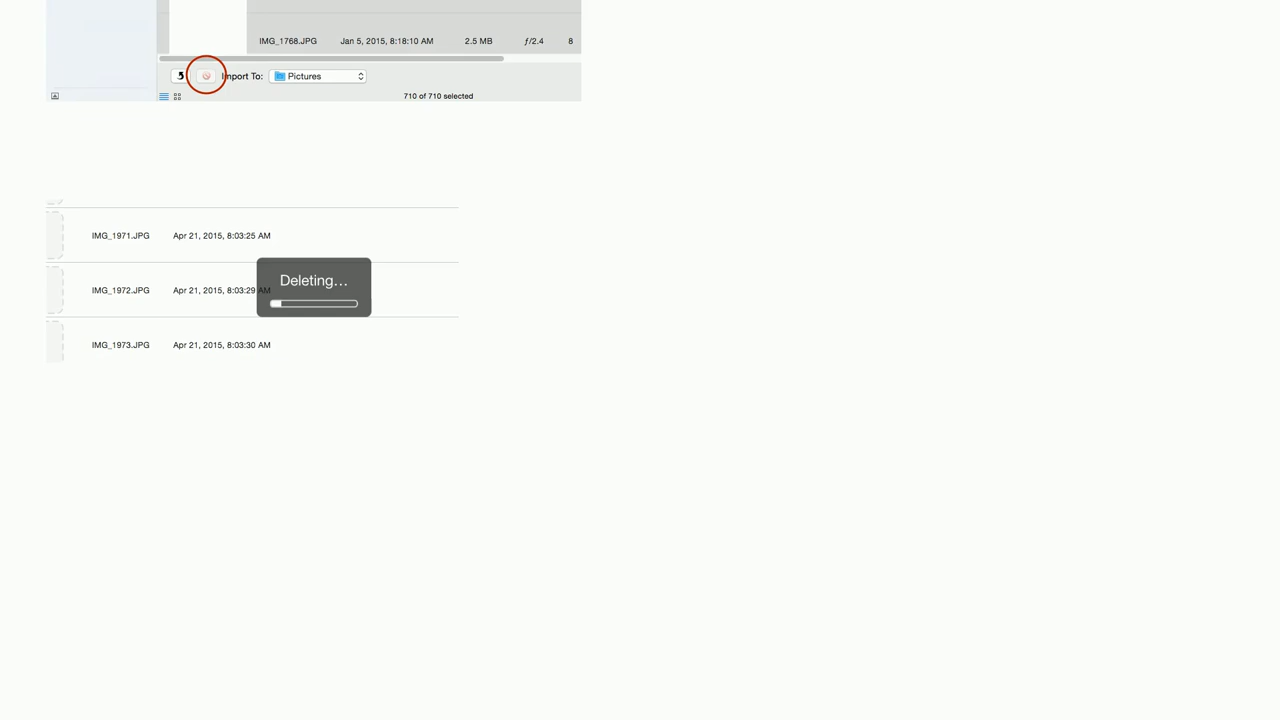 IMG_1768.JPG Jan 5, 2015, 8:18:10 AM 2.5 MB ƒ/2.4 8
Import To: Pictures
710 of 710 selected
IMG_1971.JPG Apr 21, 2015, 8:03:25 AM
IMG_1972.JPG Apr 21, 2015, 8:03:29 AM
Deleting…
IMG_1973.JPG Apr 21, 2015, 8:03:30 AM